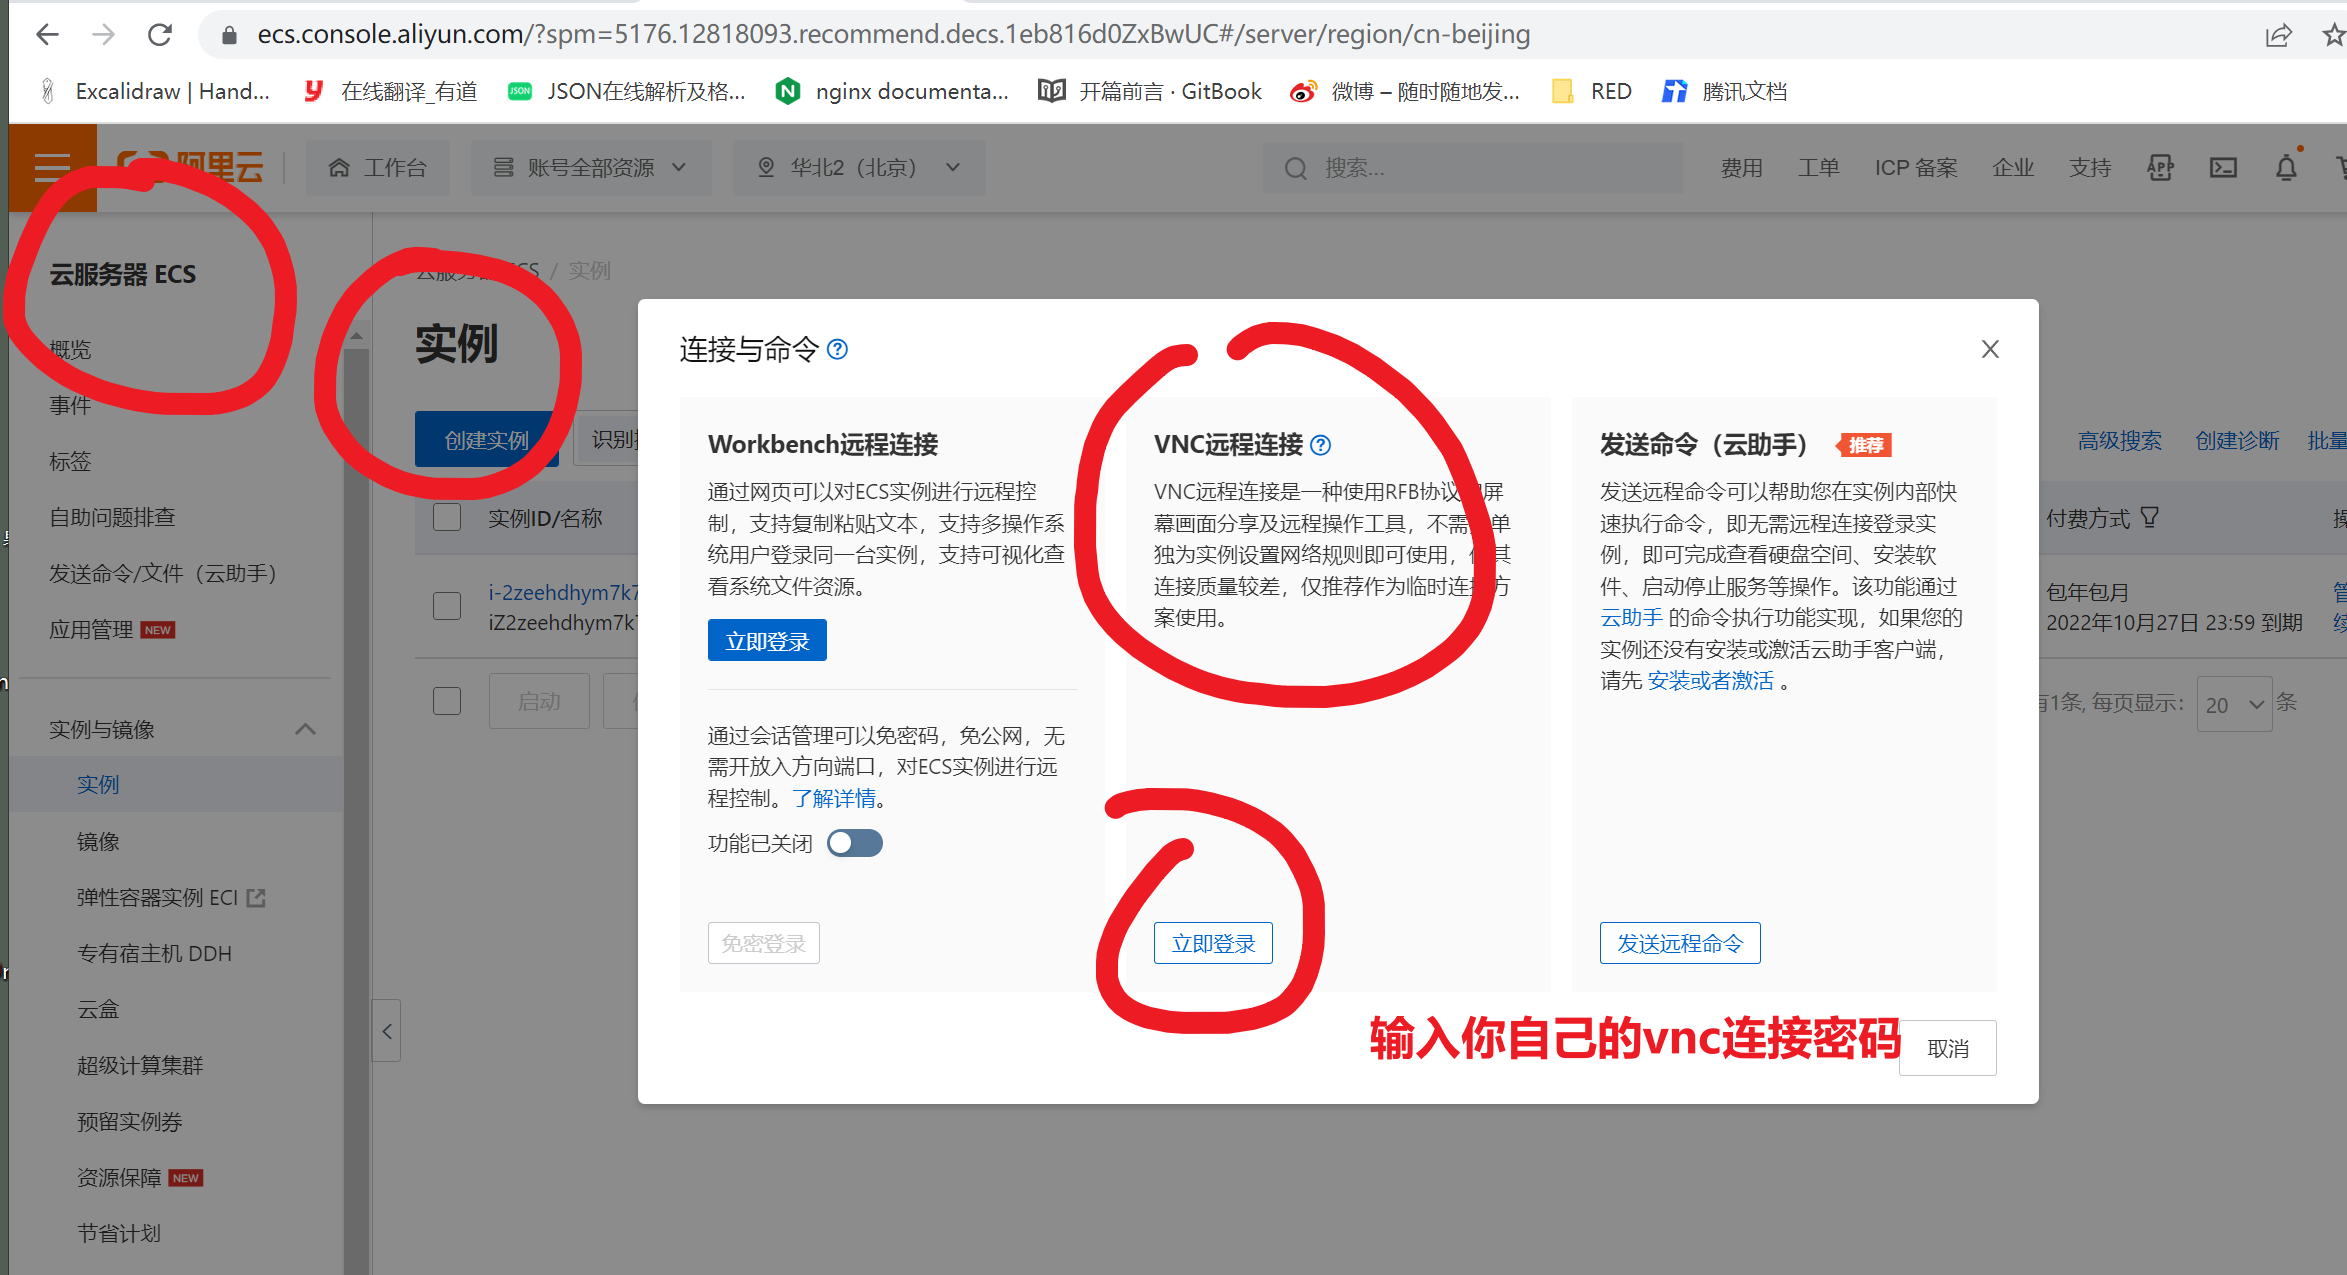 ecs.console.aliyun.com/?spm=5176.12818093.recommend.decs.1eb816d0ZxBwUC#/server/region/cn-beijing
Excalidraw | Hand... 在线翻译_有道 JSON在线解析及格... nginx documenta... 开篇前言 · GitBook 微博 – 随时随地发... RED 腾讯文档
阿里云 工作台 账号全部资源 华北2（北京） 搜索... 费用 工单 ICP 备案 企业 支持
云服务器 ECS
概览
事件
标签
自助问题排查
发送命令/文件（云助手）
应用管理 NEW
实例与镜像
实例
镜像
弹性容器实例 ECI
专有宿主机 DDH
云盒
超级计算集群
预留实例券
资源保障 NEW
节省计划
云服务器 ECS / 实例
实例
创建实例 识别
高级搜索 创建诊断 批量
实例ID/名称
付费方式
i-2zeehdhym7k7
iZ2zeehdhym7k
包年包月
2022年10月27日 23:59 到期
启动
1条, 每页显示: 20 条
连接与命令
Workbench远程连接
通过网页可以对ECS实例进行远程控
制，支持复制粘贴文本，支持多操作系
统用户登录同一台实例，支持可视化查
看系统文件资源。
立即登录
通过会话管理可以免密码，免公网，无
需开放入方向端口，对ECS实例进行远
程控制。了解详情。
功能已关闭
免密登录
VNC远程连接
VNC远程连接是一种使用RFB协议 屏
幕画面分享及远程操作工具，不需 单
独为实例设置网络规则即可使用， 其
连接质量较差，仅推荐作为临时连接方
案使用。
立即登录
发送命令（云助手） 推荐
发送远程命令可以帮助您在实例内部快
速执行命令，即无需远程连接登录实
例，即可完成查看硬盘空间、安装软
件、启动停止服务等操作。该功能通过
云助手 的命令执行功能实现，如果您的
实例还没有安装或激活云助手客户端，
请先 安装或者激活 。
发送远程命令
输入你自己的vnc连接密码
取消